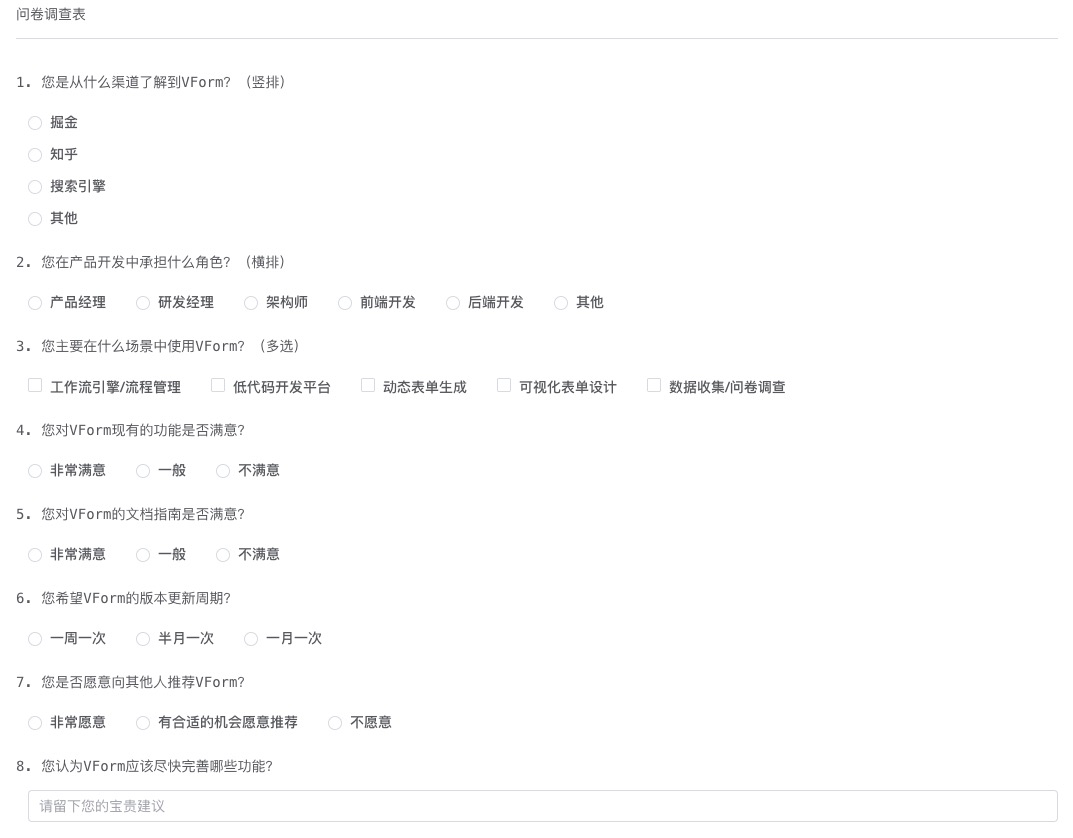 问卷调查表
1. 您是从什么渠道了解到VForm？（竖排）
掘金
知乎
搜索引擎
其他
2. 您在产品开发中承担什么角色？（横排）
产品经理 研发经理 架构师 前端开发 后端开发 其他
3. 您主要在什么场景中使用VForm？（多选）
工作流引擎/流程管理 低代码开发平台 动态表单生成 可视化表单设计 数据收集/问卷调查
4. 您对VForm现有的功能是否满意？
非常满意 一般 不满意
5. 您对VForm的文档指南是否满意？
非常满意 一般 不满意
6. 您希望VForm的版本更新周期？
一周一次 半月一次 一月一次
7. 您是否愿意向其他人推荐VForm？
非常愿意 有合适的机会愿意推荐 不愿意
8. 您认为VForm应该尽快完善哪些功能？
请留下您的宝贵建议